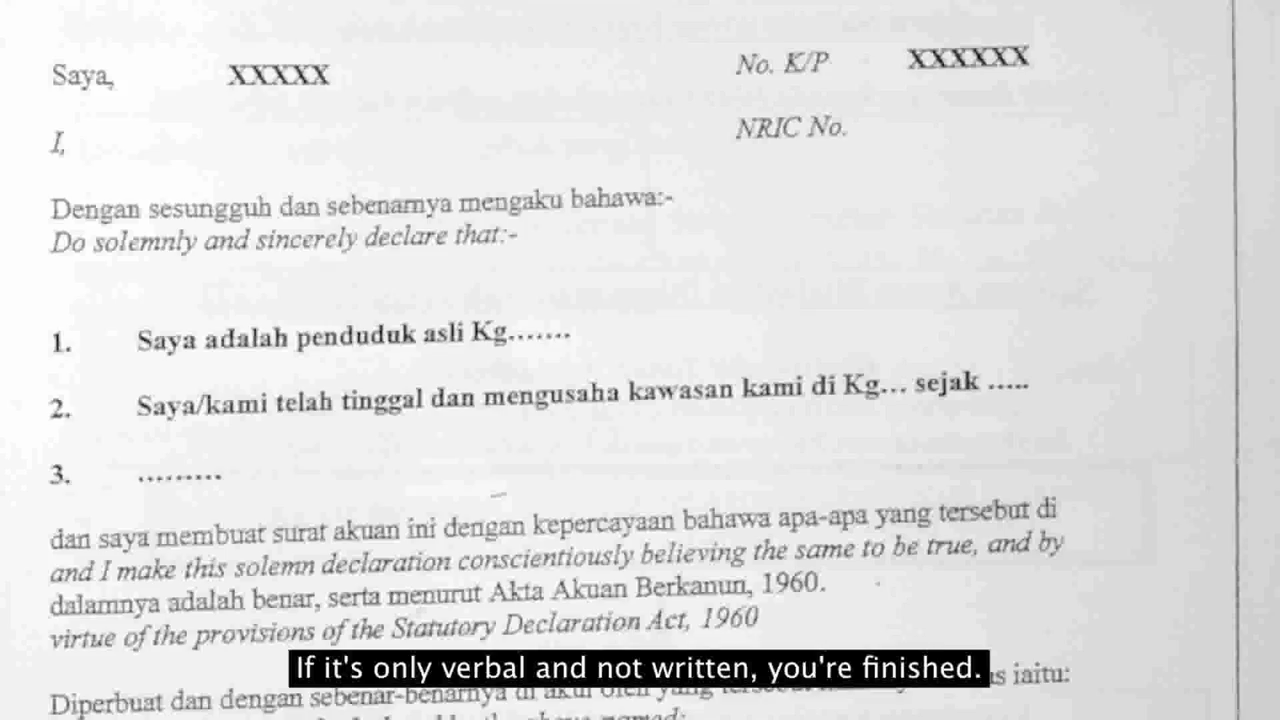 Saya, XXXXX No. K/P XXXXXX
I, NRIC No.
Dengan sesungguh dan sebenarnya mengaku bahawa:-
Do solemnly and sincerely declare that:-
1. Saya adalah penduduk asli Kg.......
2. Saya/kami telah tinggal dan mengusaha kawasan kami di Kg... sejak .....
3. .........
dan saya membuat surat akuan ini dengan kepercayaan bahawa apa-apa yang tersebut di
and I make this solemn declaration conscientiously believing the same to be true, and by
dalamnya adalah benar, serta menurut Akta Akuan Berkanun, 1960.
virtue of the provisions of the Statutory Declaration Act, 1960
If it's only verbal and not written, you're finished.
Diperbuat dan dengan sebenar-benarnya di akui oleh yang iaitu: